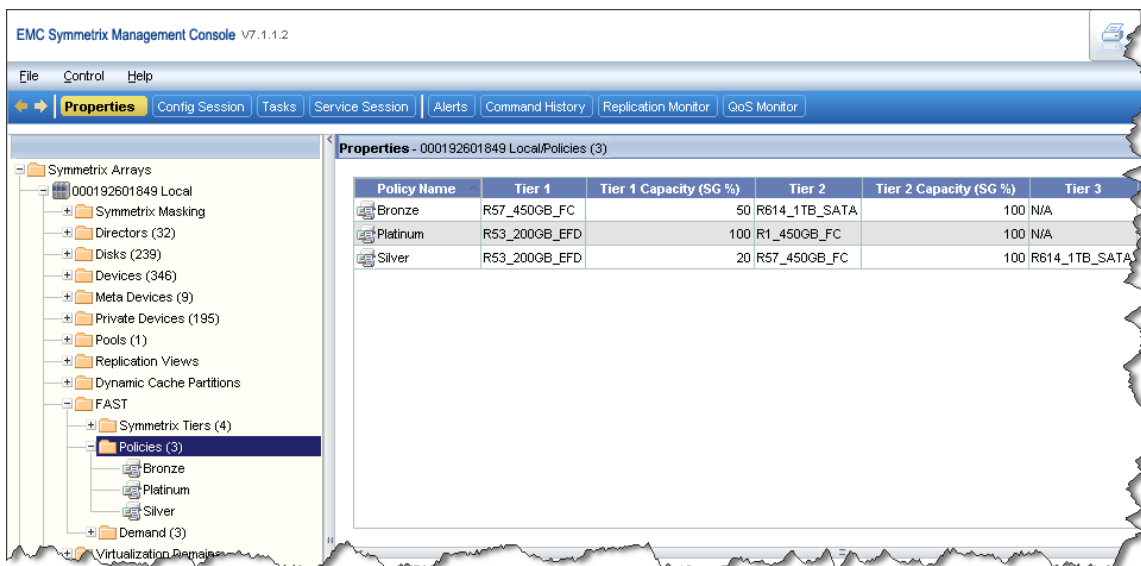 EMC Symmetrix Management Console V7.1.1.2
File Control Help
Properties Config Session Tasks Service Session Alerts Command History Replication Monitor QoS Monitor
Properties - 000192601849 Local/Policies (3)
Symmetrix Arrays
000192601849 Local
Symmetrix Masking
Directors (32)
Disks (239)
Devices (346)
Meta Devices (9)
Private Devices (195)
Pools (1)
Replication Views
Dynamic Cache Partitions
FAST
Symmetrix Tiers (4)
Policies (3)
Bronze
Platinum
Silver
Demand (3)
Virtualization Domains
Policy Name Tier 1 Tier 1 Capacity (SG %) Tier 2 Tier 2 Capacity (SG %) Tier 3
Bronze R57_450GB_FC 50 R614_1TB_SATA 100 N/A
Platinum R53_200GB_EFD 100 R1_450GB_FC 100 N/A
Silver R53_200GB_EFD 20 R57_450GB_FC 100 R614_1TB_SATA